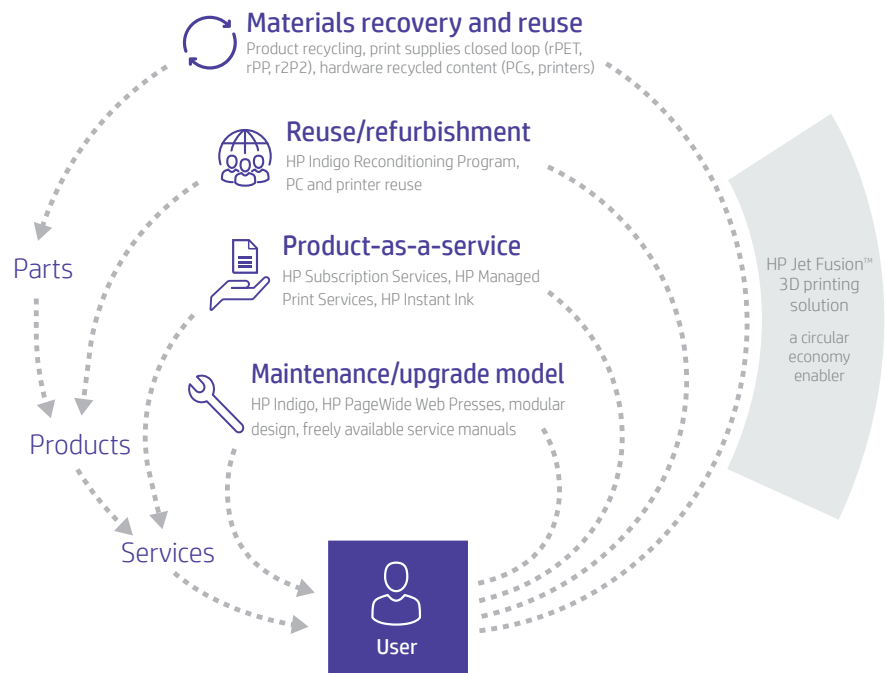 Materials recovery and reuse
Product recycling, print supplies closed loop (rPET,
rPP, r2P2), hardware recycled content (PCs, printers)
Reuse/refurbishment
HP Indigo Reconditioning Program,
PC and printer reuse
Product-as-a-service
HP Subscription Services, HP Managed
Print Services, HP Instant Ink
Maintenance/upgrade model
HP Indigo, HP PageWide Web Presses, modular
design, freely available service manuals
Parts
Products
Services
User
HP Jet Fusion™
3D printing
solution
a circular
economy
enabler